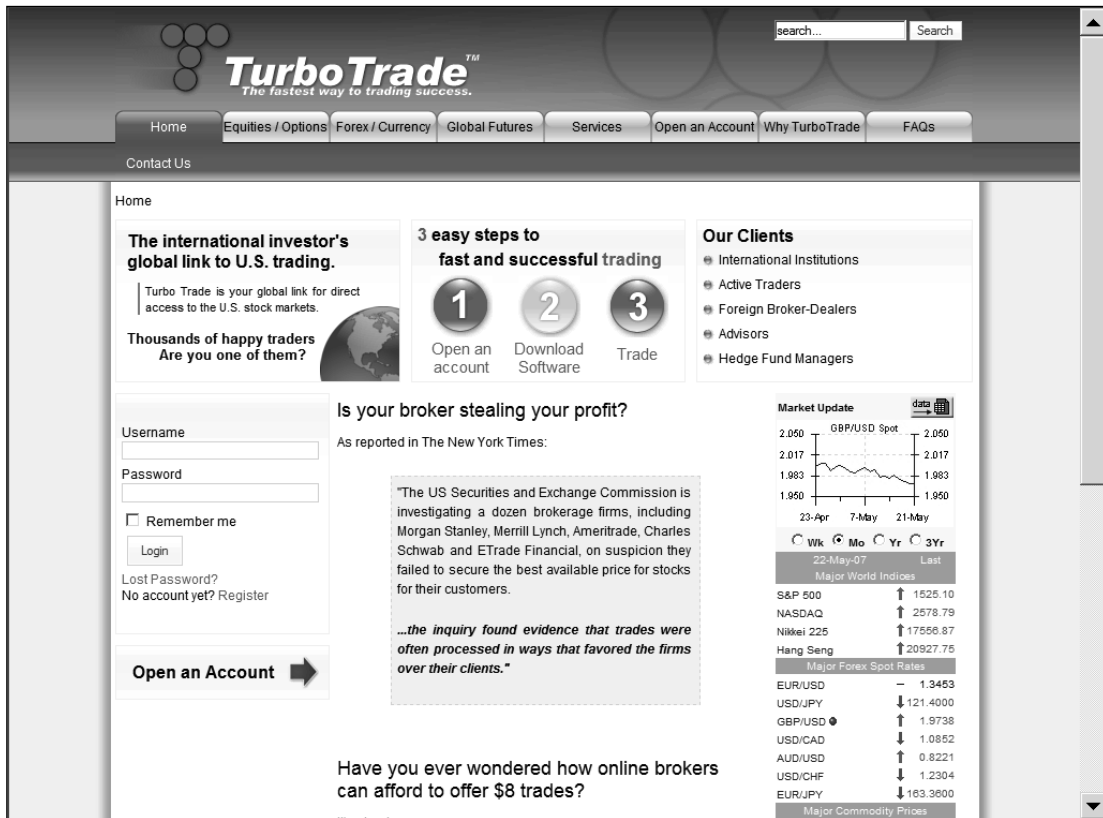 search...
Search
TurboTrade™
The fastest way to trading success.
Home
Equities / Options
Forex / Currency
Global Futures
Services
Open an Account
Why TurboTrade
FAQs
Contact Us
Home
The international investor's
global link to U.S. trading.
Turbo Trade is your global link for direct
access to the U.S. stock markets.
Thousands of happy traders
Are you one of them?
3 easy steps to
fast and successful trading
1
2
3
Open an
account
Download
Software
Trade
Our Clients
International Institutions
Active Traders
Foreign Broker-Dealers
Advisors
Hedge Fund Managers
Username
Password
Remember me
Login
Lost Password?
No account yet? Register
Open an Account
Is your broker stealing your profit?
As reported in The New York Times:
"The US Securities and Exchange Commission is
investigating a dozen brokerage firms, including
Morgan Stanley, Merrill Lynch, Ameritrade, Charles
Schwab and ETrade Financial, on suspicion they
failed to secure the best available price for stocks
for their customers.
...the inquiry found evidence that trades were
often processed in ways that favored the firms
over their clients."
Have you ever wondered how online brokers
can afford to offer $8 trades?
Market Update
data
GBP/USD Spot
2.050 2.050
2.017 2.017
1.983 1.983
1.950 1.950
23-Apr 7-May 21-May
Wk Mo Yr 3Yr
22-May-07 Last
Major World Indices
S&P 500 1525.10
NASDAQ 2578.79
Nikkei 225 17556.87
Hang Seng 20927.75
Major Forex Spot Rates
EUR/USD 1.3453
USD/JPY 121.4000
GBP/USD 1.9738
USD/CAD 1.0852
AUD/USD 0.8221
USD/CHF 1.2304
EUR/JPY 163.3600
Major Commodity Prices